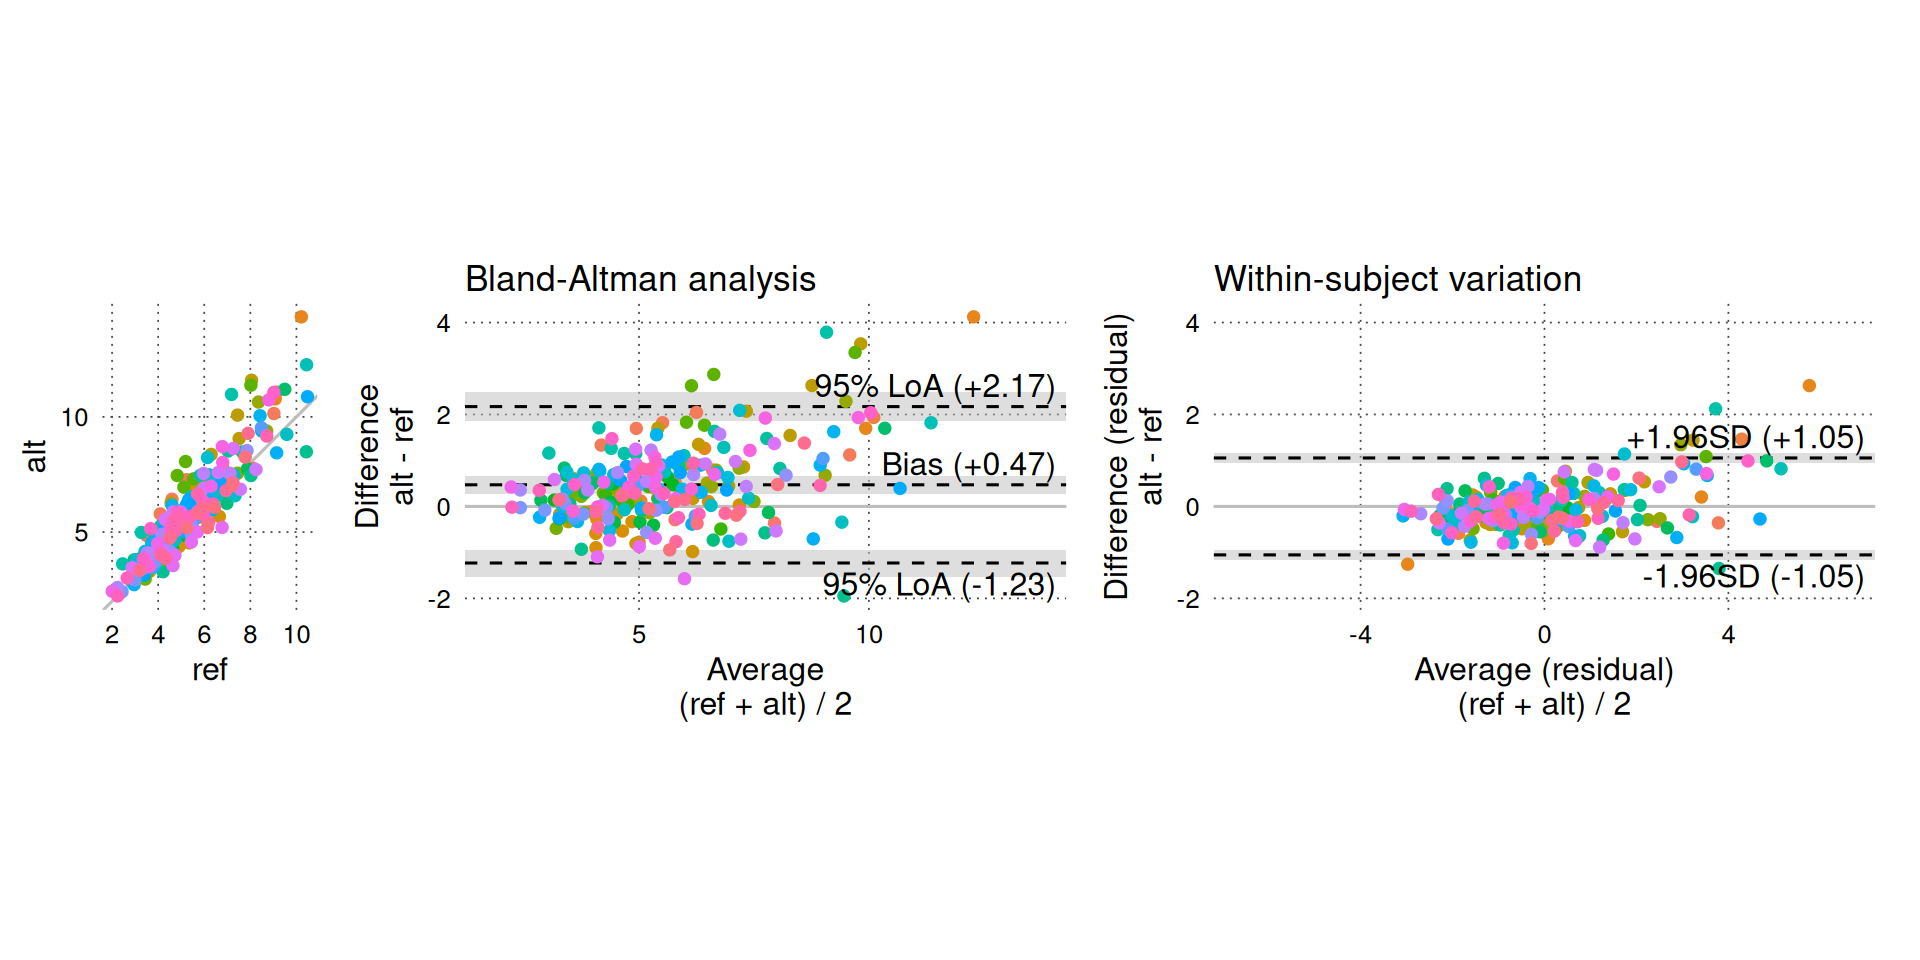 alt
10
5
2 4 6 8 10
ref
Bland-Altman analysis
Difference
alt - ref
4
2
0
-2
95% LoA (+2.17)
Bias (+0.47)
95% LoA (-1.23)
5 10
Average
(ref + alt) / 2
Within-subject variation
Difference (residual)
alt - ref
4
2
0
-2
+1.96SD (+1.05)
-1.96SD (-1.05)
-4 0 4
Average (residual)
(ref + alt) / 2